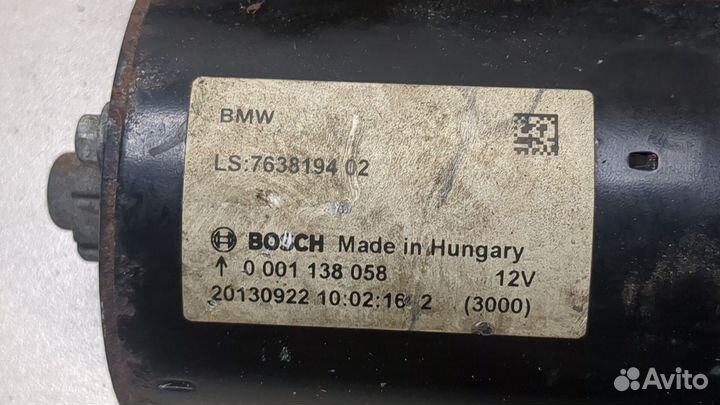 BMW
LS:7638194 02
BOSCH Made in Hungary
↑ 0 001 138 058 12V
20130922 10:02:16 2 (3000)
Avito